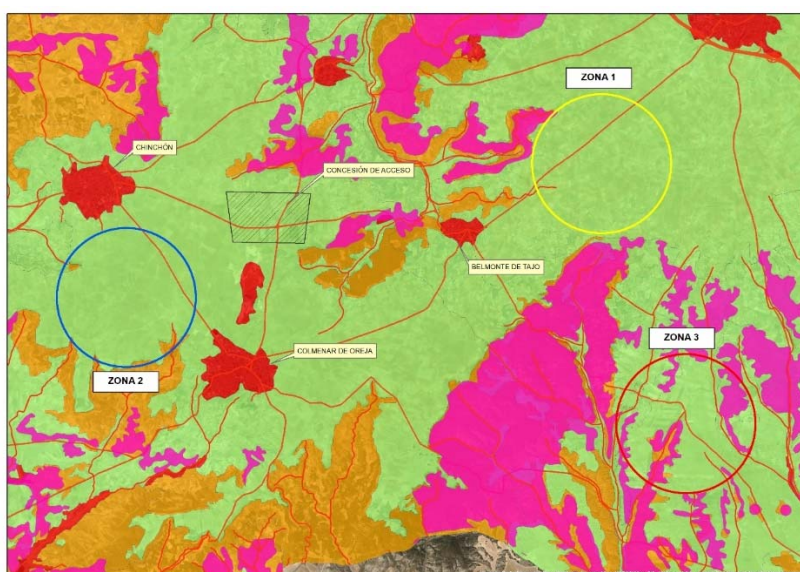 ZONA 1
CHINCHÓN
CONCESIÓN DE ACCESO
BELMONTE DE TAJO
ZONA 3
COLMENAR DE OREJA
ZONA 2